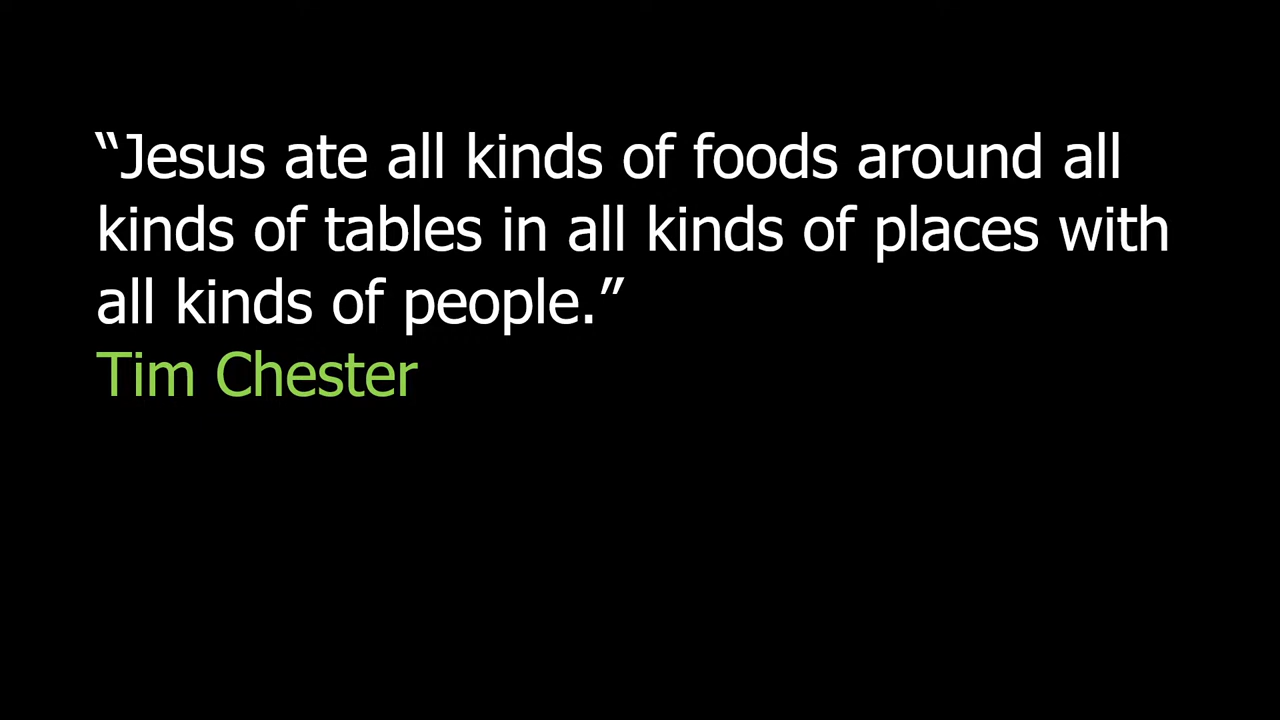 “Jesus ate all kinds of foods around all
kinds of tables in all kinds of places with
all kinds of people.”
Tim Chester